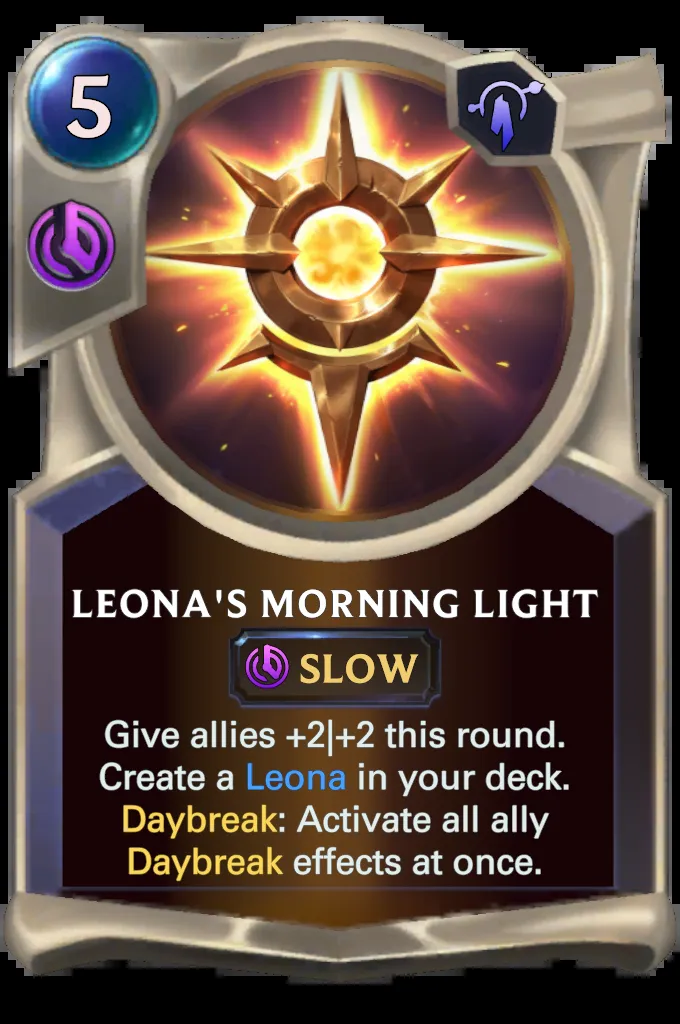 5
LEONA'S MORNING LIGHT
SLOW
Give allies +2|+2 this round.
Create a Leona in your deck.
Daybreak: Activate all ally
Daybreak effects at once.